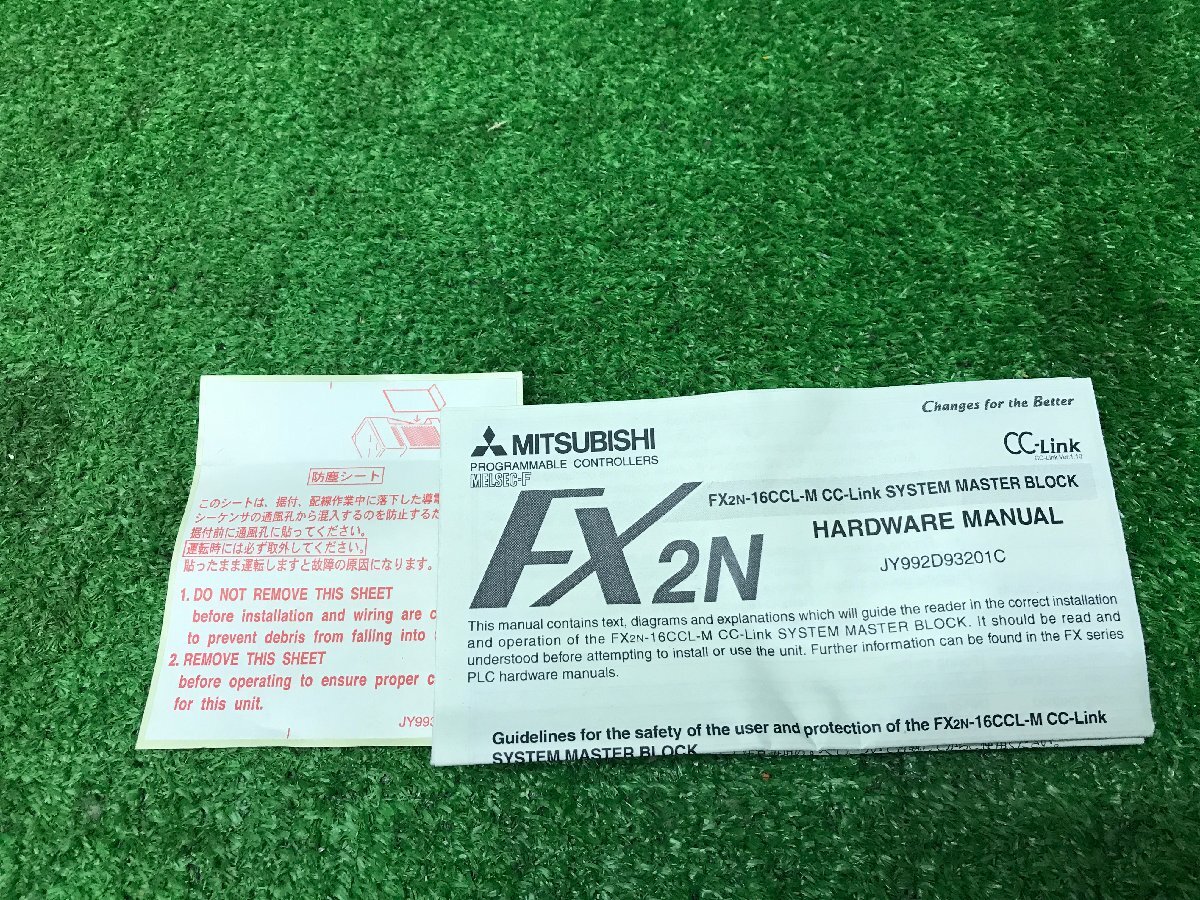 防塵シート
このシートは、据付、配線作業中に落下した導電
シーケンサの通風孔から混入するのを防止するた
据付前に通風孔に貼ってください。
運転時には必ず取外してください。
貼ったまま運転しますと故障の原因になります。
1. DO NOT REMOVE THIS SHEET
before installation and wiring are c
to prevent debris from falling into
2. REMOVE THIS SHEET
before operating to ensure proper c
for this unit.
JY993
Changes for the Better
MITSUBISHI
PROGRAMMABLE CONTROLLERS
MELSEC-F
CC-Link
CC-Link Ver.1.10
FX2N
FX2N-16CCL-M CC-Link SYSTEM MASTER BLOCK
HARDWARE MANUAL
JY992D93201C
This manual contains text, diagrams and explanations which will guide the reader in the correct installation
and operation of the FX2N-16CCL-M CC-Link SYSTEM MASTER BLOCK. It should be read and
understood before attempting to install or use the unit. Further information can be found in the FX series
PLC hardware manuals.
Guidelines for the safety of the user and protection of the FX2N-16CCL-M CC-Link
SYSTEM MASTER BLOCK